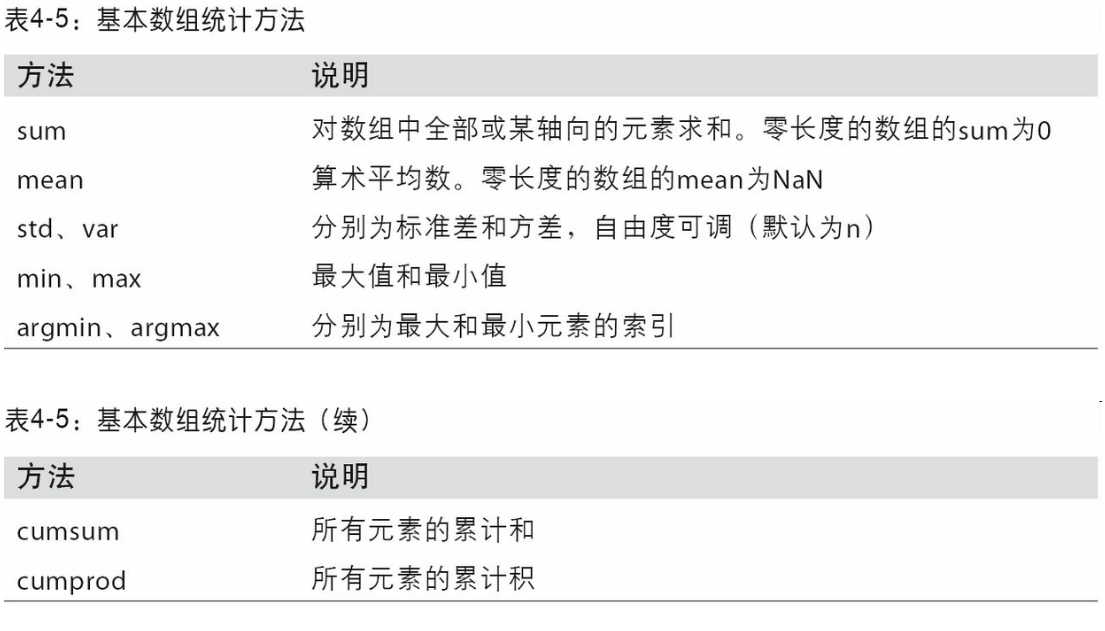 表4-5：基本数组统计方法
方法 说明
sum 对数组中全部或某轴向的元素求和。零长度的数组的sum为0
mean 算术平均数。零长度的数组的mean为NaN
std、var 分别为标准差和方差，自由度可调（默认为n）
min、max 最大值和最小值
argmin、argmax 分别为最大和最小元素的索引
表4-5：基本数组统计方法（续）
方法 说明
cumsum 所有元素的累计和
cumprod 所有元素的累计积